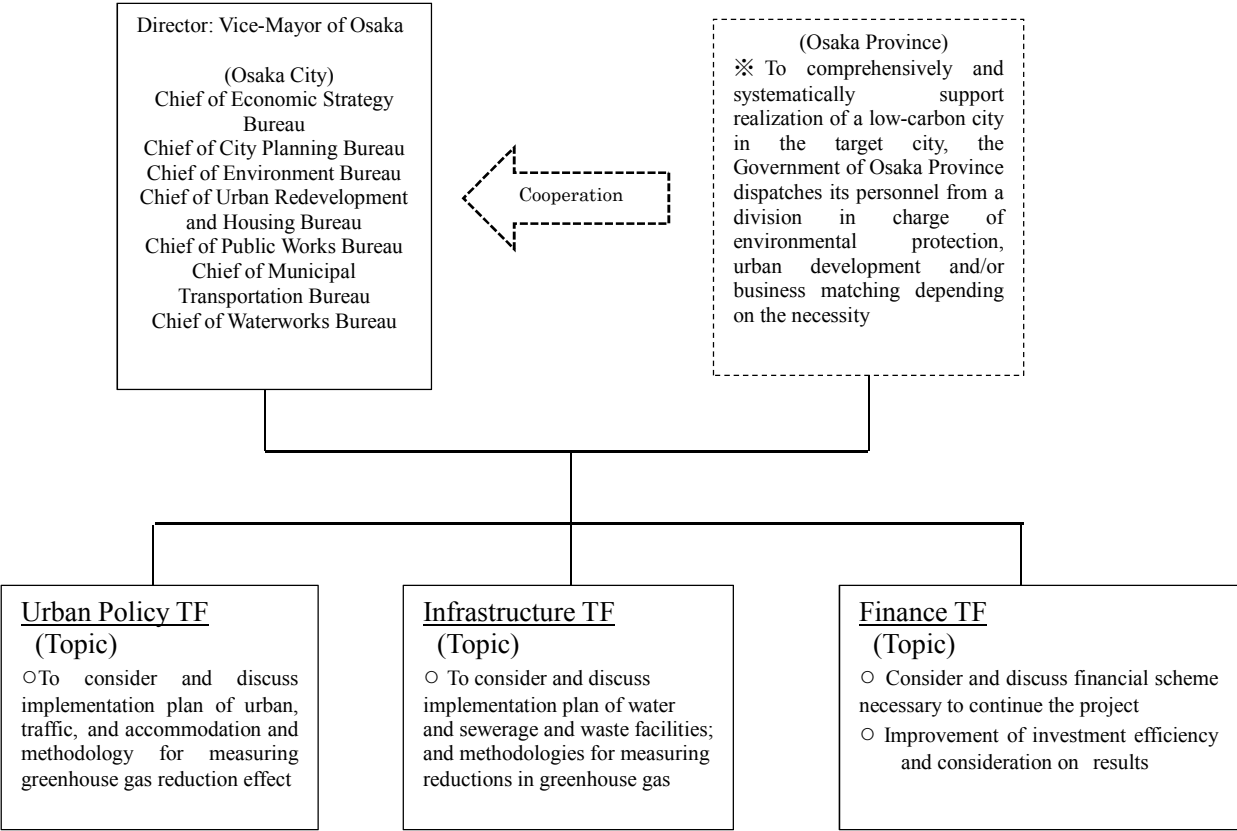 Director: Vice-Mayor of Osaka
(Osaka City)
Chief of Economic Strategy
Bureau
Chief of City Planning Bureau
Chief of Environment Bureau
Chief of Urban Redevelopment
and Housing Bureau
Chief of Public Works Bureau
Chief of Municipal
Transportation Bureau
Chief of Waterworks Bureau
Cooperation
(Osaka Province)
※ To comprehensively and
systematically support
realization of a low-carbon city
in the target city, the
Government of Osaka Province
dispatches its personnel from a
division in charge of
environmental protection,
urban development and/or
business matching depending
on the necessity
Urban Policy TF
(Topic)
○To consider and discuss
implementation plan of urban,
traffic, and accommodation and
methodology for measuring
greenhouse gas reduction effect
Infrastructure TF
(Topic)
○ To consider and discuss
implementation plan of water
and sewerage and waste facilities;
and methodologies for measuring
reductions in greenhouse gas
Finance TF
(Topic)
○ Consider and discuss financial scheme
necessary to continue the project
○ Improvement of investment efficiency
and consideration on results